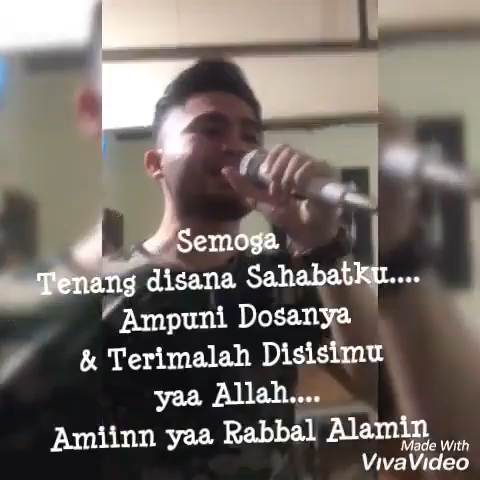 Semoga
Tenang disana Sahabatku....
Ampuni Dosanya
& Terimalah Disisimu
yaa Allah....
Amiinn yaa Rabbal Alamin
Made With
VivaVideo